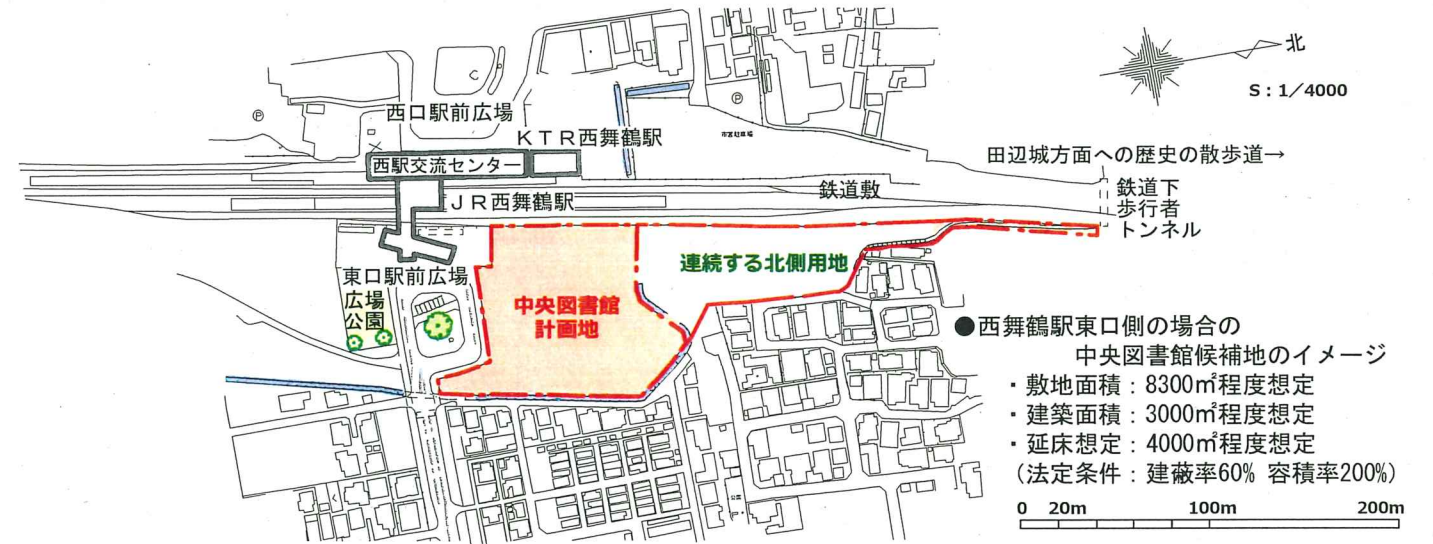 北
S：1／4000
西口駅前広場
KTR西舞鶴駅
市営駐車場
西駅交流センター
田辺城方面への歴史の散歩道→
鉄道敷
鉄道下
歩行者
トンネル
JR西舞鶴駅
連続する北側用地
東口駅前広場
広場
公園
中央図書館
計画地
●西舞鶴駅東口側の場合の
中央図書館候補地のイメージ
・敷地面積：8300㎡程度想定
・建築面積：3000㎡程度想定
・延床想定：4000㎡程度想定
（法定条件：建蔽率60% 容積率200%）
0 20m 100m 200m
Ⓟ
Ⓟ